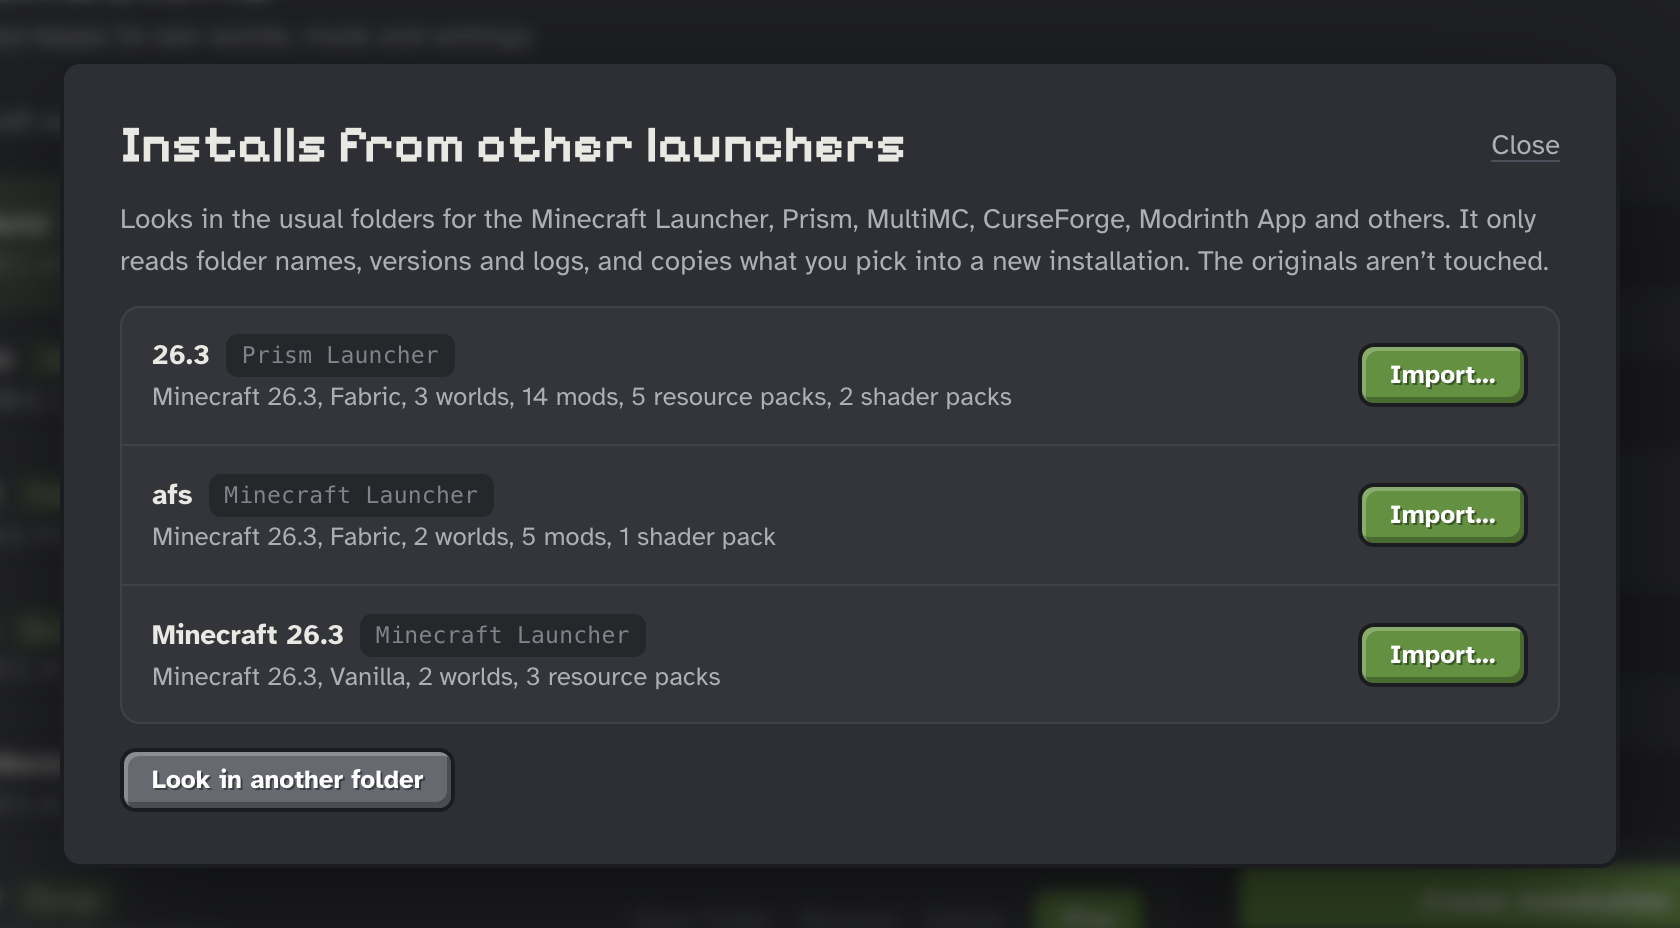 Installs from other launchers
Close
Looks in the usual folders for the Minecraft Launcher, Prism, MultiMC, CurseForge, Modrinth App and others. It only
reads folder names, versions and logs, and copies what you pick into a new installation. The originals aren’t touched.
26.3 Prism Launcher
Minecraft 26.3, Fabric, 3 worlds, 14 mods, 5 resource packs, 2 shader packs
Import...
afs Minecraft Launcher
Minecraft 26.3, Fabric, 2 worlds, 5 mods, 1 shader pack
Import...
Minecraft 26.3 Minecraft Launcher
Minecraft 26.3, Vanilla, 2 worlds, 3 resource packs
Import...
Look in another folder